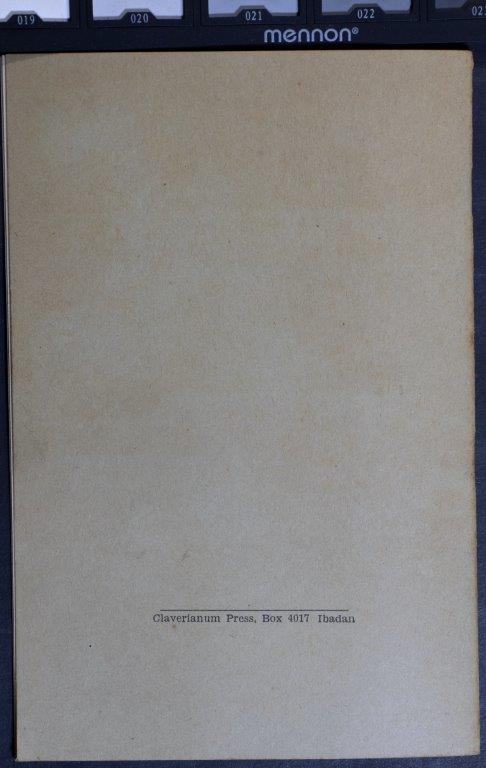 019 020 021 022
mennon®
Claverianum Press, Box 4017 Ibadan